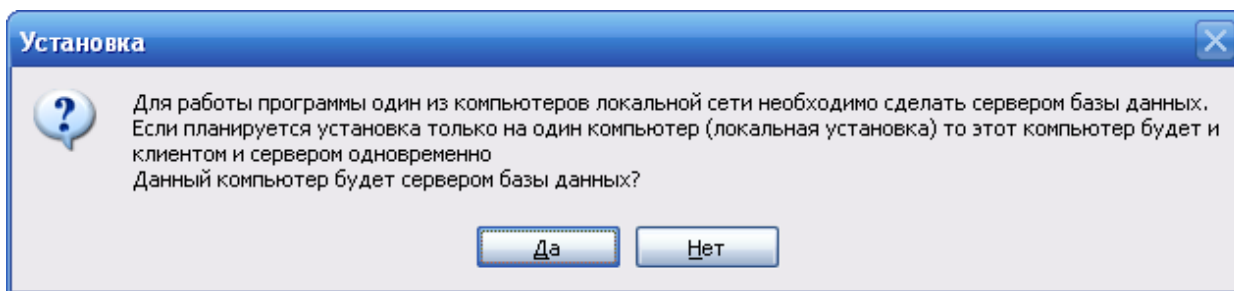 Установка
Для работы программы один из компьютеров локальной сети необходимо сделать сервером базы данных.
Если планируется установка только на один компьютер (локальная установка) то этот компьютер будет и
клиентом и сервером одновременно
Данный компьютер будет сервером базы данных?
Да
Нет